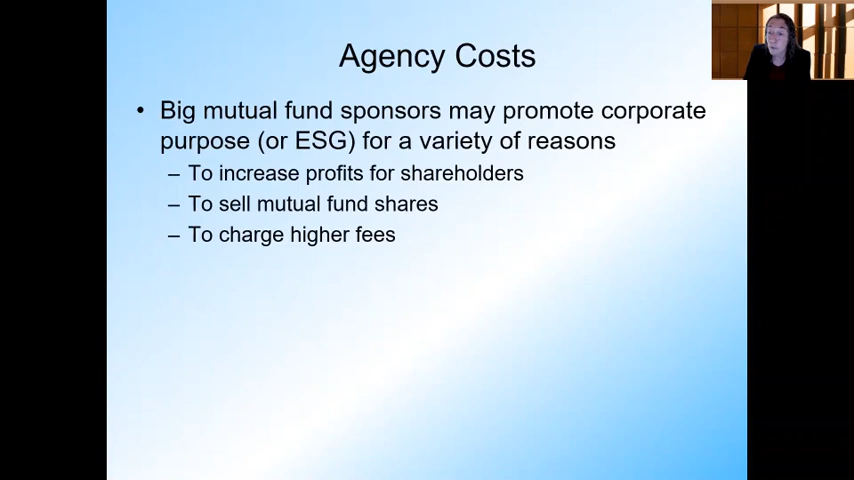 Agency Costs
• Big mutual fund sponsors may promote corporate
purpose (or ESG) for a variety of reasons
– To increase profits for shareholders
– To sell mutual fund shares
– To charge higher fees